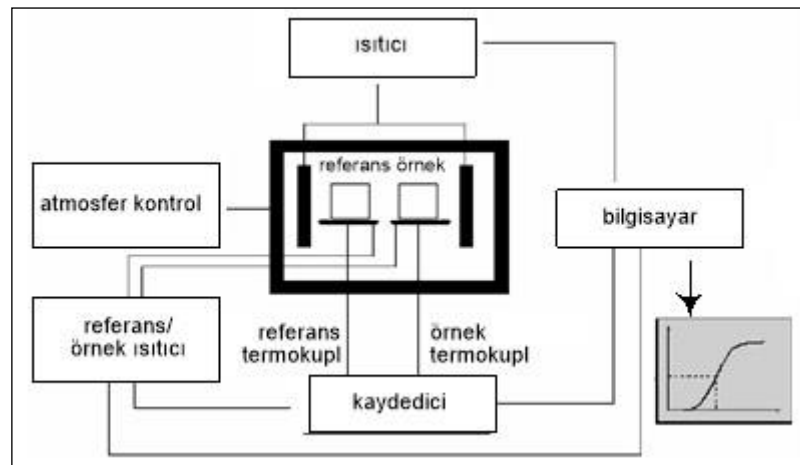 ısıtıcı
referans örnek
atmosfer kontrol
bilgisayar
referans/
örnek ısıtıcı
referans
termokupl
örnek
termokupl
kaydedici